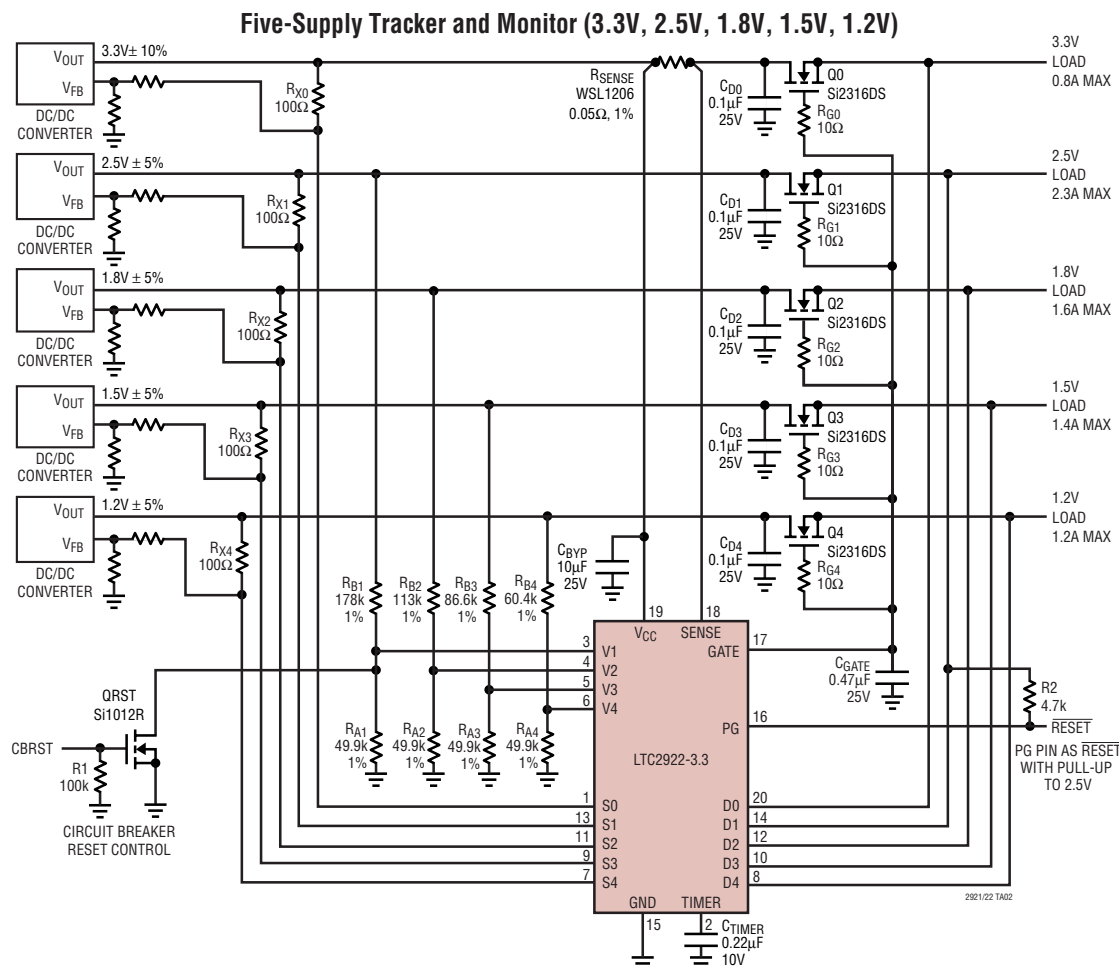 Five-Supply Tracker and Monitor (3.3V, 2.5V, 1.8V, 1.5V, 1.2V)
VOUT
3.3V± 10%
VFB
DC/DC
CONVERTER
RX0
100Ω
RSENSE
WSL1206
0.05Ω, 1%
CD0
0.1µF
25V
Q0
Si2316DS
RG0
10Ω
3.3V
LOAD
0.8A MAX
VOUT
2.5V ± 5%
VFB
DC/DC
CONVERTER
RX1
100Ω
CD1
0.1µF
25V
Q1
Si2316DS
RG1
10Ω
2.5V
LOAD
2.3A MAX
VOUT
1.8V ± 5%
VFB
DC/DC
CONVERTER
RX2
100Ω
CD2
0.1µF
25V
Q2
Si2316DS
RG2
10Ω
1.8V
LOAD
1.6A MAX
VOUT
1.5V ± 5%
VFB
DC/DC
CONVERTER
RX3
100Ω
CD3
0.1µF
25V
Q3
Si2316DS
RG3
10Ω
1.5V
LOAD
1.4A MAX
VOUT
1.2V ± 5%
VFB
DC/DC
CONVERTER
RX4
100Ω
CD4
0.1µF
25V
Q4
Si2316DS
RG4
10Ω
1.2V
LOAD
1.2A MAX
CBYP
10µF
25V
RB1
178k
1%
RB2
113k
1%
RB3
86.6k
1%
RB4
60.4k
1%
19
18
VCC
SENSE
3
V1
4
V2
5
V3
6
V4
GATE
17
CGATE
0.47µF
25V
R2
4.7k
PG
16
RESET
PG PIN AS RESET
WITH PULL-UP
TO 2.5V
QRST
Si1012R
CBRST
R1
100k
CIRCUIT BREAKER
RESET CONTROL
RA1
49.9k
1%
RA2
49.9k
1%
RA3
49.9k
1%
RA4
49.9k
1%
LTC2922-3.3
1
S0
13
S1
11
S2
9
S3
7
S4
D0
20
D1
14
D2
12
D3
10
D4
8
GND
TIMER
15
2
CTIMER
0.22µF
10V
2921/22 TA02